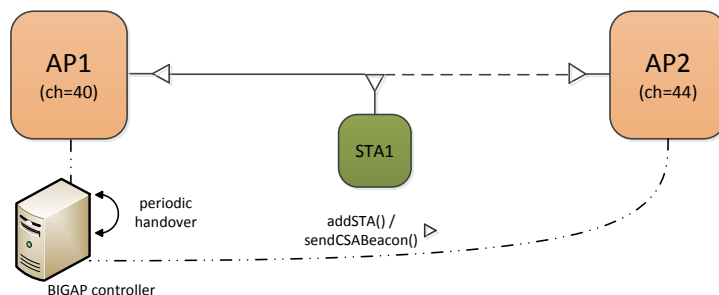 AP1
(ch=40)
AP2
(ch=44)
STA1
periodic
handover
addSTA() /
sendCSABeacon()
BIGAP controller